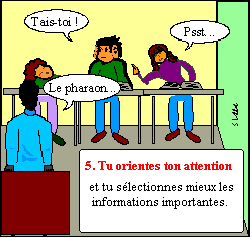 Tais-toi !
Psst...
Le pharaon...
5. Tu orientes ton attention
et tu sélectionnes mieux les
informations importantes.